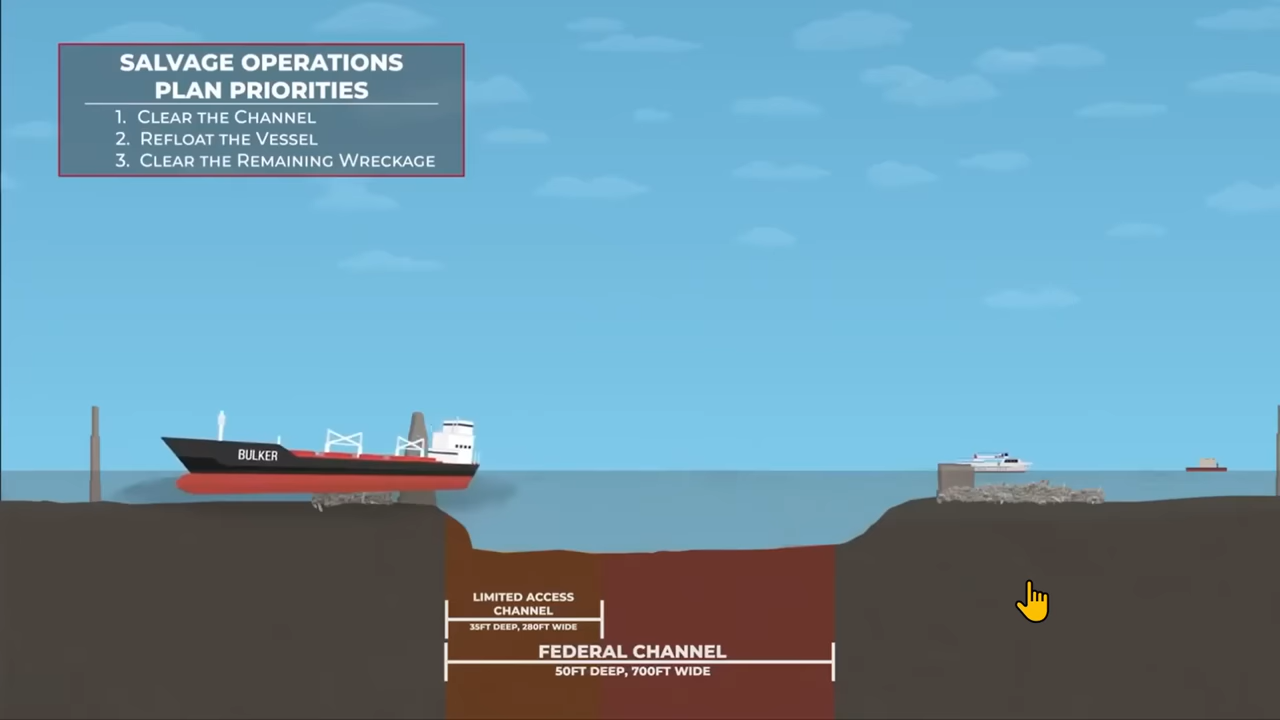 SALVAGE OPERATIONS
PLAN PRIORITIES
1. CLEAR THE CHANNEL
2. REFLOAT THE VESSEL
3. CLEAR THE REMAINING WRECKAGE
BULKER
LIMITED ACCESS
CHANNEL
35FT DEEP, 280FT WIDE
FEDERAL CHANNEL
50FT DEEP, 700FT WIDE